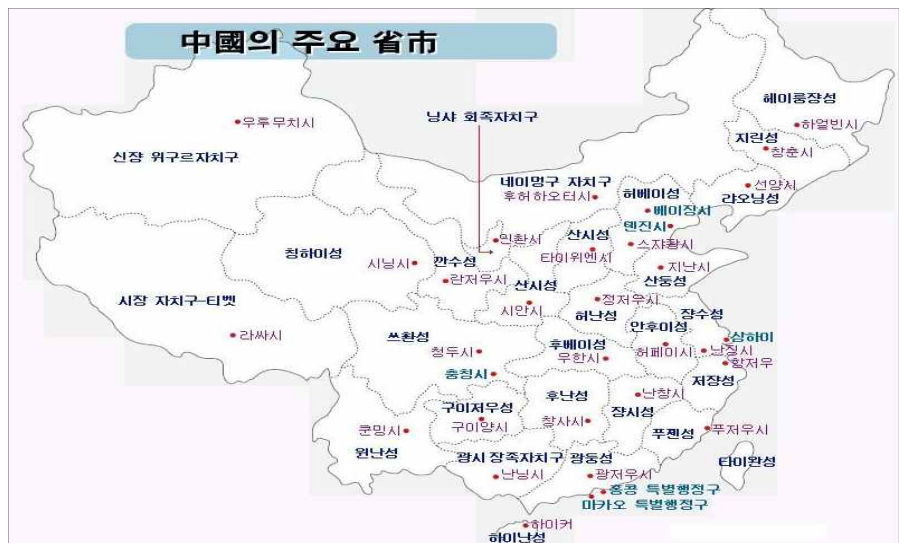 中國의 주요 省市
헤이룽쟝성
하얼빈시
닝샤 회족자치구
우루무치시
지린성
창춘시
신쟝 위구르자치구
네이멍구 자치구
후허하오터시
허베이성
선양시
랴오닝성
베이징시
톈진시
인촨시
산시성
스쟈좡시
칭하이성
시닝시
깐수성
타이위엔시
지난시
란저우시
산둥성
산시성
시장 자치구-티벳
시안시
정저우시
허난성
쟝수성
안후이성
라싸시
쓰촨성
후베이성
상하이
청두시
우한시
허페이시
난징시
항저우
충칭시
저쟝성
후난성
난창시
구이저우성
쟝시성
구이양시
창사시
쿤밍시
푸젠성
푸저우시
윈난성
광시 장족자치구
광둥성
타이완성
난닝시
광저우시
홍콩 특별행정구
마카오 특별행정구
하이커
하이난성